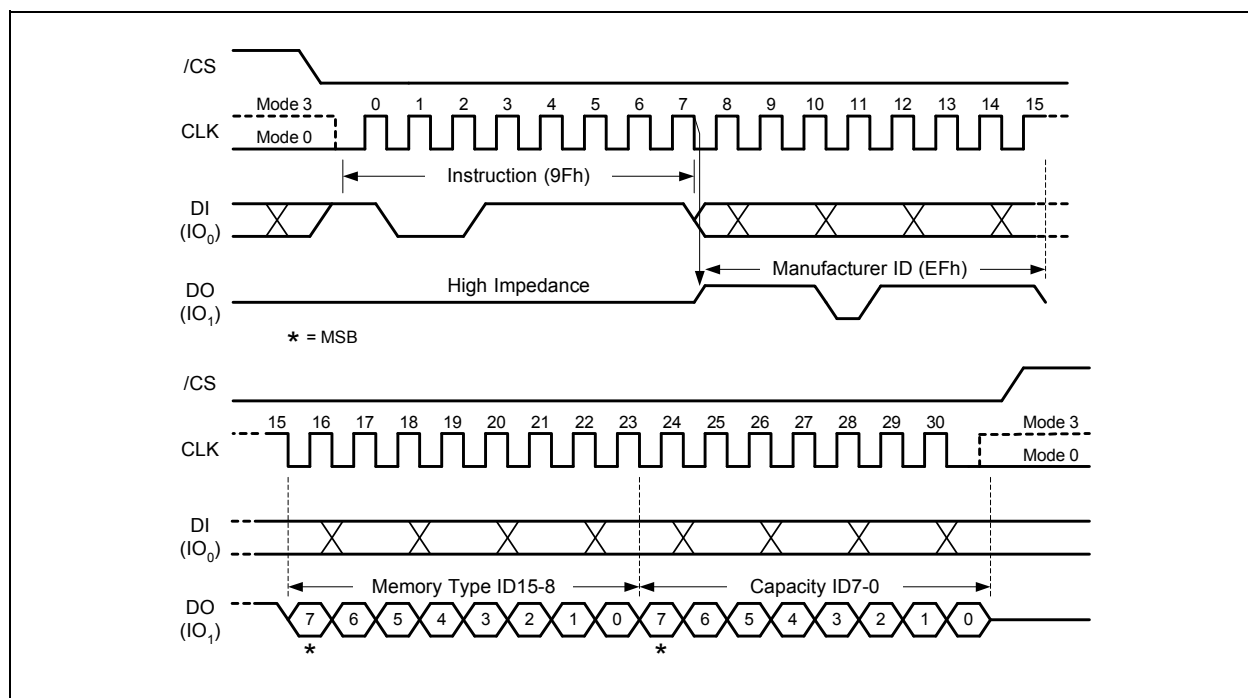 /CS
Mode 3
0 1 2 3 4 5 6 7 8 9 10 11 12 13 14 15
CLK
Mode 0
Instruction (9Fh)
DI
(IO0)
Manufacturer ID (EFh)
High Impedance
DO
(IO1)
* = MSB
/CS
15 16 17 18 19 20 21 22 23 24 25 26 27 28 29 30
Mode 3
CLK
Mode 0
DI
(IO0)
Memory Type ID15-8 Capacity ID7-0
DO
(IO1)
7 6 5 4 3 2 1 0 7 6 5 4 3 2 1 0
* *